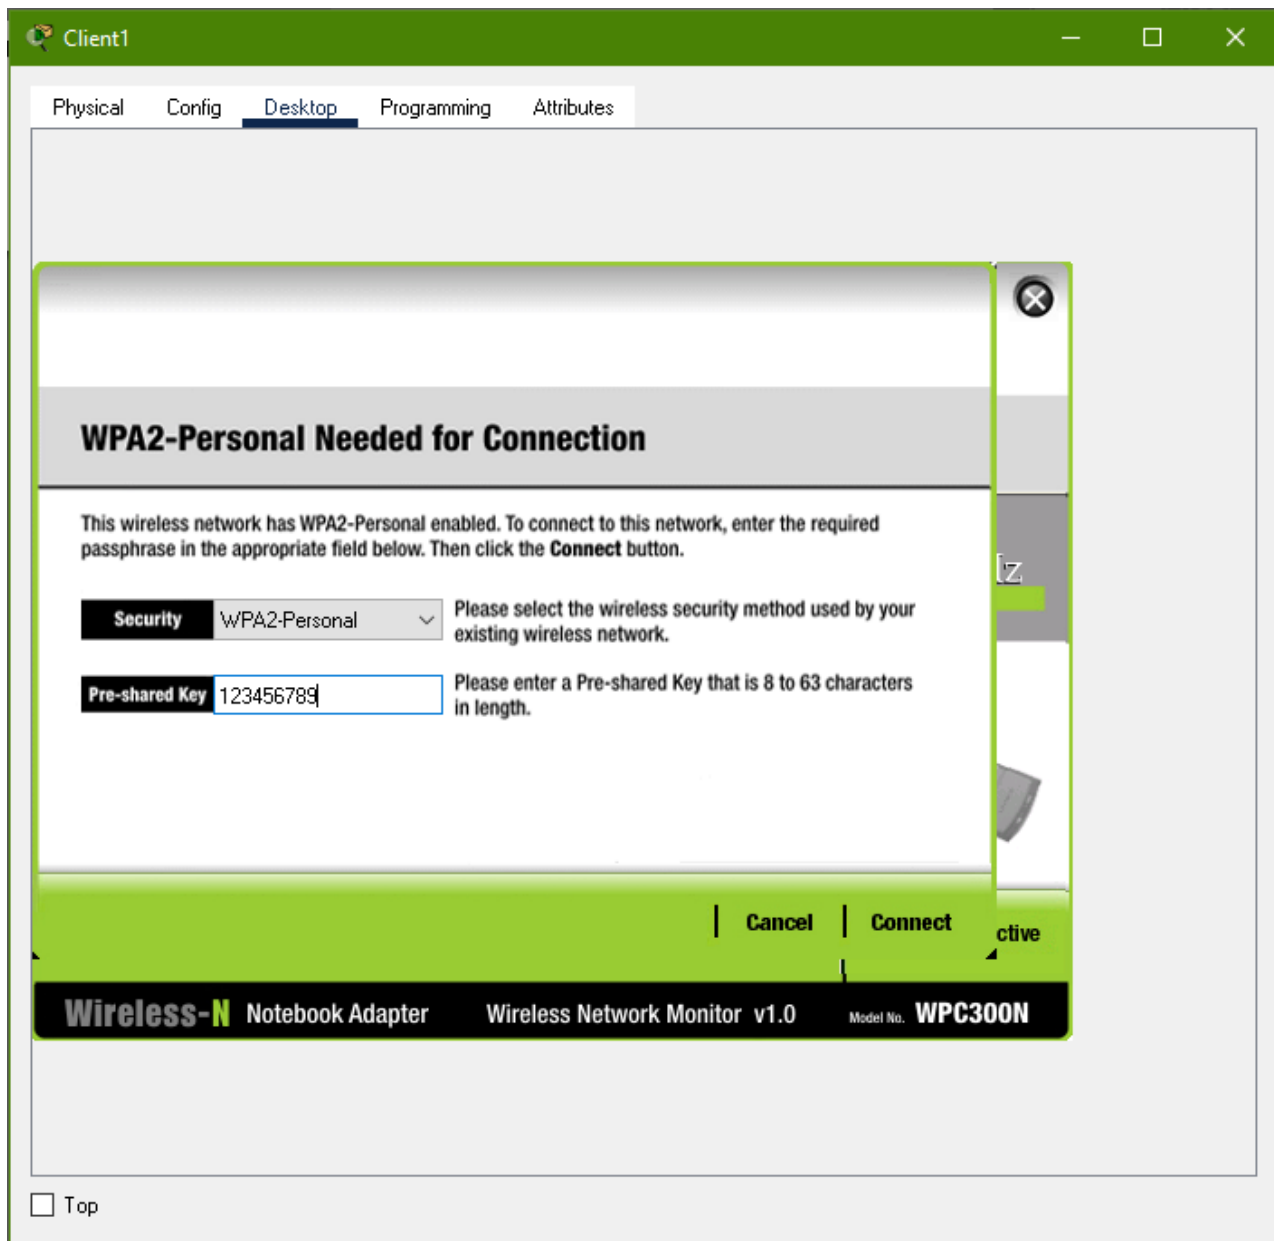 Client1
Physical Config Desktop Programming Attributes
WPA2-Personal Needed for Connection
This wireless network has WPA2-Personal enabled. To connect to this network, enter the required
passphrase in the appropriate field below. Then click the Connect button.
Security WPA2-Personal Please select the wireless security method used by your
existing wireless network.
Pre-shared Key 123456789 Please enter a Pre-shared Key that is 8 to 63 characters
in length.
Cancel Connect
Wireless-N Notebook Adapter Wireless Network Monitor v1.0 Model No. WPC300N
Top